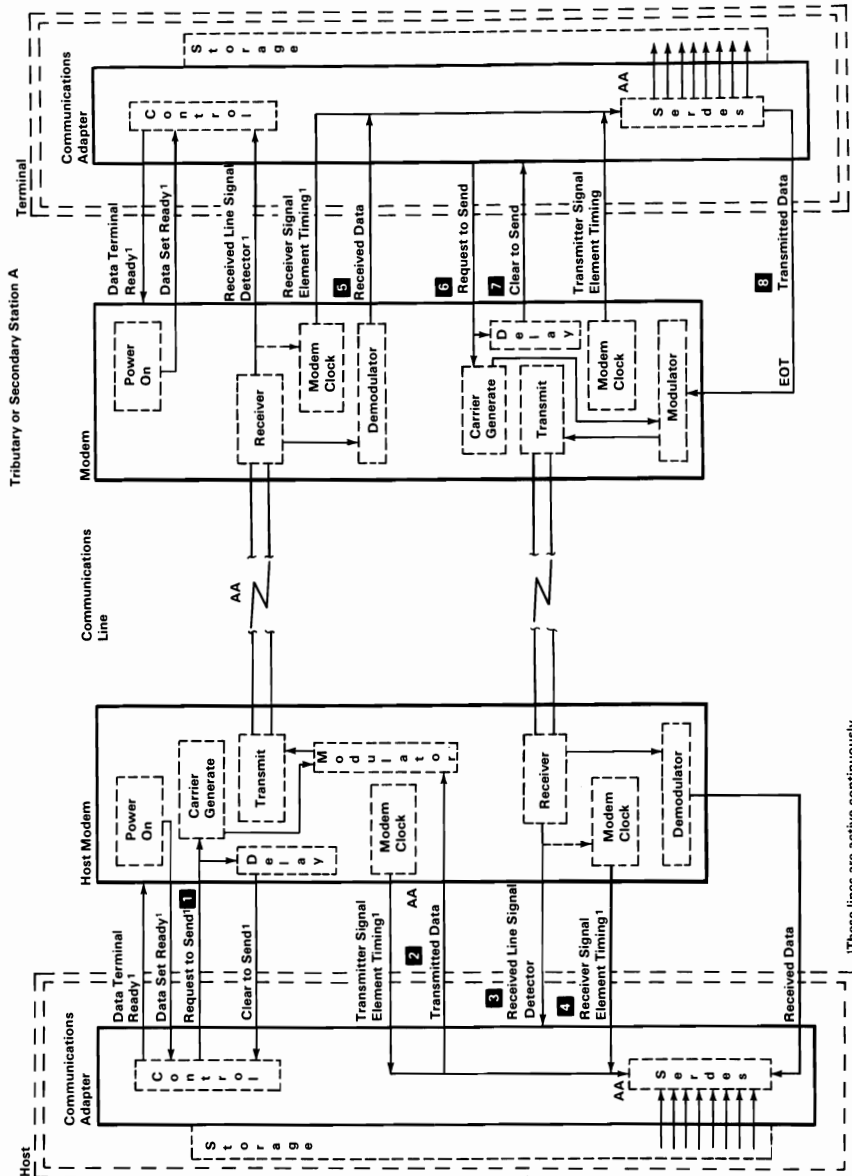 Tributary or Secondary Station A
Host
Storage
Communications
Adapter
Control
Data Terminal
Ready¹
Data Set Ready¹
Request to Send¹ 1
Clear to Send¹
Transmitter Signal
Element Timing¹
2 AA
Transmitted Data
3 Received Line Signal
Detector
4 Receiver Signal
Element Timing¹
AA
Serdes
Received Data
Host Modem
Power
On
Carrier
Generate
Delay
Transmit
Modulator
Modem
Clock
Receiver
Modem
Clock
Demodulator
Communications
Line
AA
Modem
Power
On
Receiver
Modem
Clock
Demodulator
Carrier
Generate
Delay
Transmit
Modem
Clock
Modulator
EOT
Data Terminal
Ready¹
Data Set Ready¹
Received Line Signal
Detector¹
Receiver Signal
Element Timing¹
5 Received Data
6 Request to Send
7 Clear to Send
Transmitter Signal
Element Timing
8 Transmitted Data
Terminal
Communications
Adapter
Control
Storage
AA
Serdes
¹These lines are active continuously